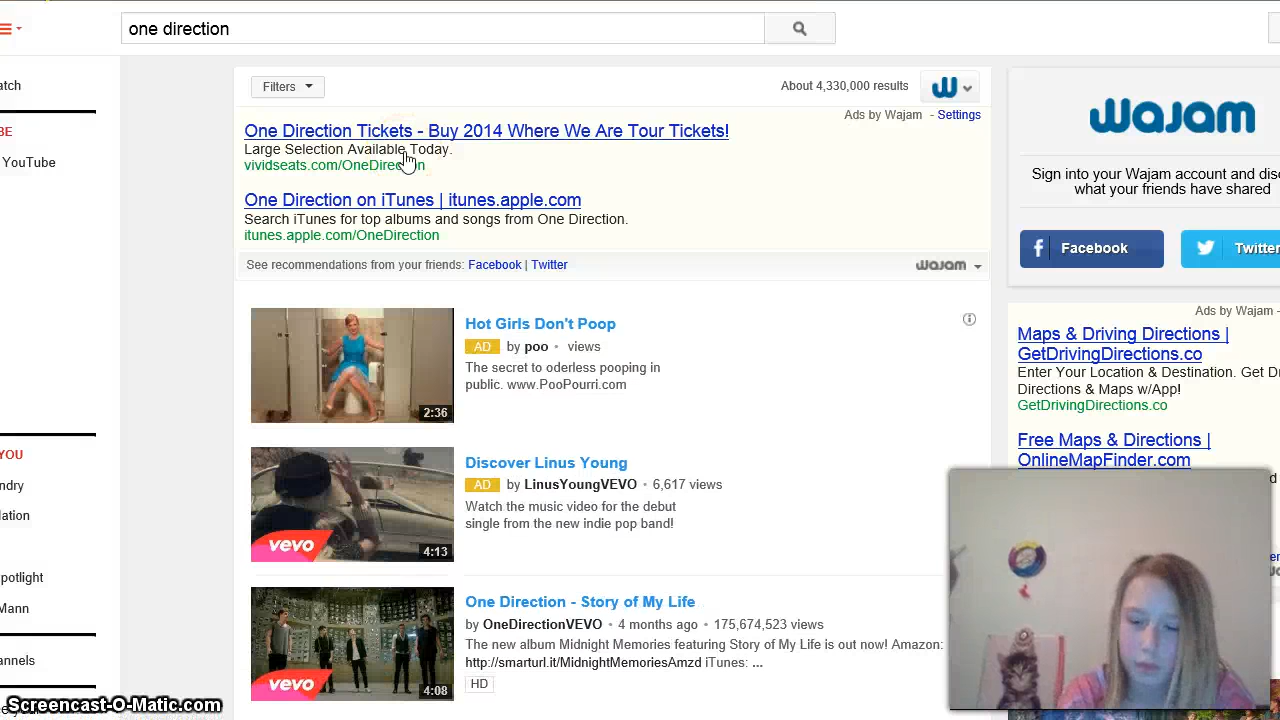 one direction
atch
BE
YouTube
YOU
ndry
lation
potlight
Mann
annels
Filters
About 4,330,000 results
Ads by Wajam - Settings
One Direction Tickets - Buy 2014 Where We Are Tour Tickets!
Large Selection Available Today.
vividseats.com/OneDirection
One Direction on iTunes | itunes.apple.com
Search iTunes for top albums and songs from One Direction.
itunes.apple.com/OneDirection
See recommendations from your friends: Facebook | Twitter
wajam
Hot Girls Don't Poop
AD by poo • views
The secret to oderless pooping in
public. www.PooPourri.com
2:36
Discover Linus Young
AD by LinusYoungVEVO • 6,617 views
Watch the music video for the debut
single from the new indie pop band!
vevo
4:13
One Direction - Story of My Life
by OneDirectionVEVO • 4 months ago • 175,674,523 views
The new album Midnight Memories featuring Story of My Life is out now! Amazon:
http://smarturl.it/MidnightMemoriesAmzd iTunes: ...
HD
vevo
4:08
wajam
Sign into your Wajam account and disc
what your friends have shared
Facebook
Twitter
Ads by Wajam -
Maps & Driving Directions |
GetDrivingDirections.co
Enter Your Location & Destination. Get D
Directions & Maps w/App!
GetDrivingDirections.co
Free Maps & Directions |
OnlineMapFinder.com
Screencast-O-Matic.com